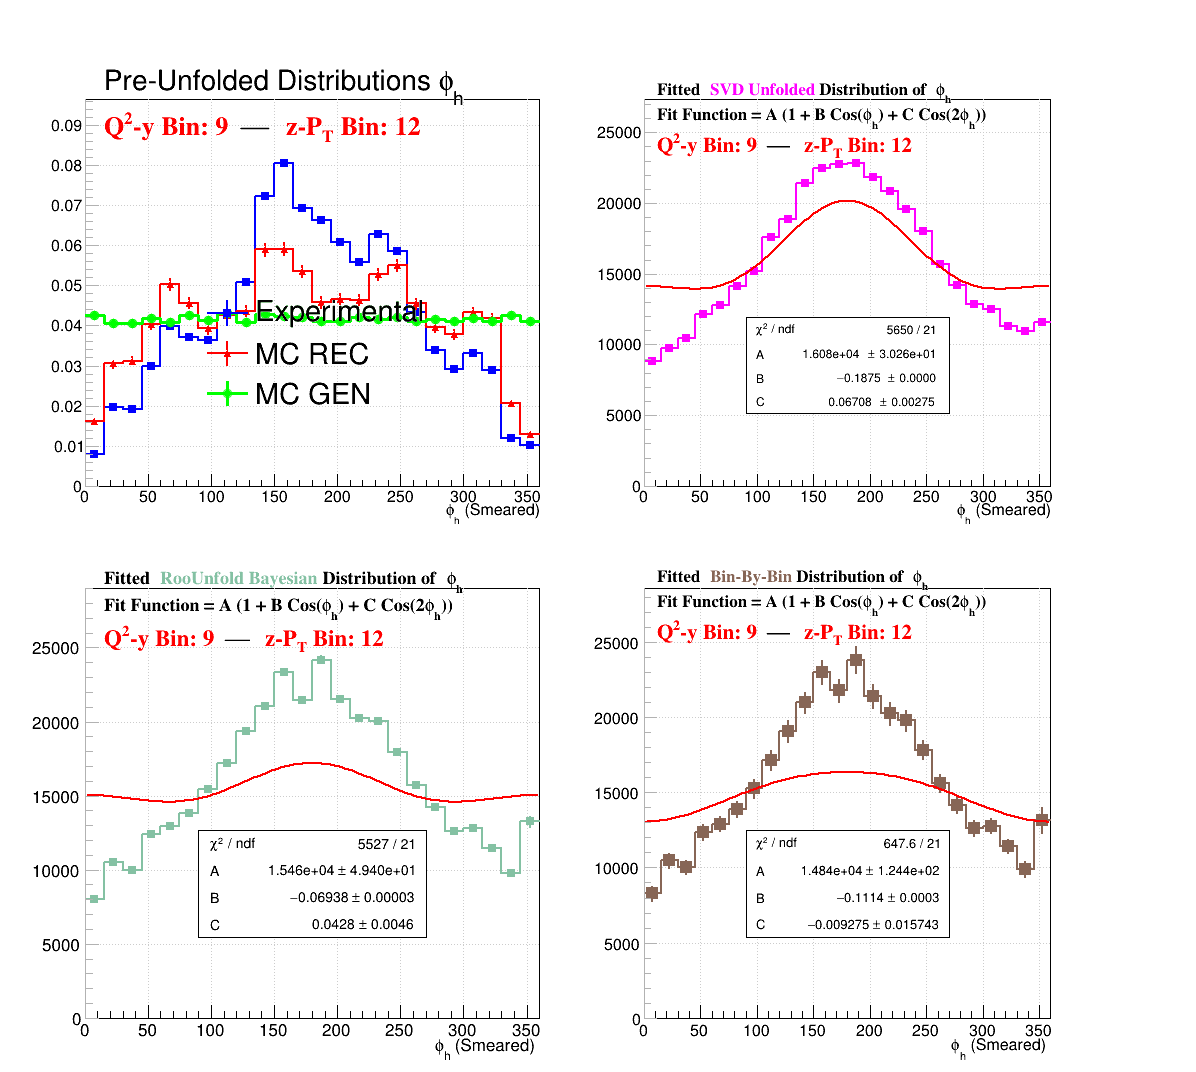 Pre-Unfolded Distributions ϕh
Q²-y Bin: 9 — z-PT Bin: 12
0.09
0.08
0.07
0.06
0.05
0.04
0.03
0.02
0.01
0
Experimental
MC REC
MC GEN
0 50 100 150 200 250 300 350
ϕh (Smeared)
Fitted SVD Unfolded Distribution of ϕh
Fit Function = A (1 + B Cos(ϕh) + C Cos(2ϕh))
Q²-y Bin: 9 — z-PT Bin: 12
25000
20000
15000
10000
5000
0
χ² / ndf 5650 / 21
A 1.608e+04 ± 3.026e+01
B −0.1875 ± 0.0000
C 0.06708 ± 0.00275
0 50 100 150 200 250 300 350
ϕh (Smeared)
Fitted RooUnfold Bayesian Distribution of ϕh
Fit Function = A (1 + B Cos(ϕh) + C Cos(2ϕh))
Q²-y Bin: 9 — z-PT Bin: 12
25000
20000
15000
10000
5000
0
χ² / ndf 5527 / 21
A 1.546e+04 ± 4.940e+01
B −0.06938 ± 0.00003
C 0.0428 ± 0.0046
0 50 100 150 200 250 300 350
ϕh (Smeared)
Fitted Bin-By-Bin Distribution of ϕh
Fit Function = A (1 + B Cos(ϕh) + C Cos(2ϕh))
Q²-y Bin: 9 — z-PT Bin: 12
25000
20000
15000
10000
5000
0
χ² / ndf 647.6 / 21
A 1.484e+04 ± 1.244e+02
B −0.1114 ± 0.0003
C −0.009275 ± 0.015743
0 50 100 150 200 250 300 350
ϕh (Smeared)